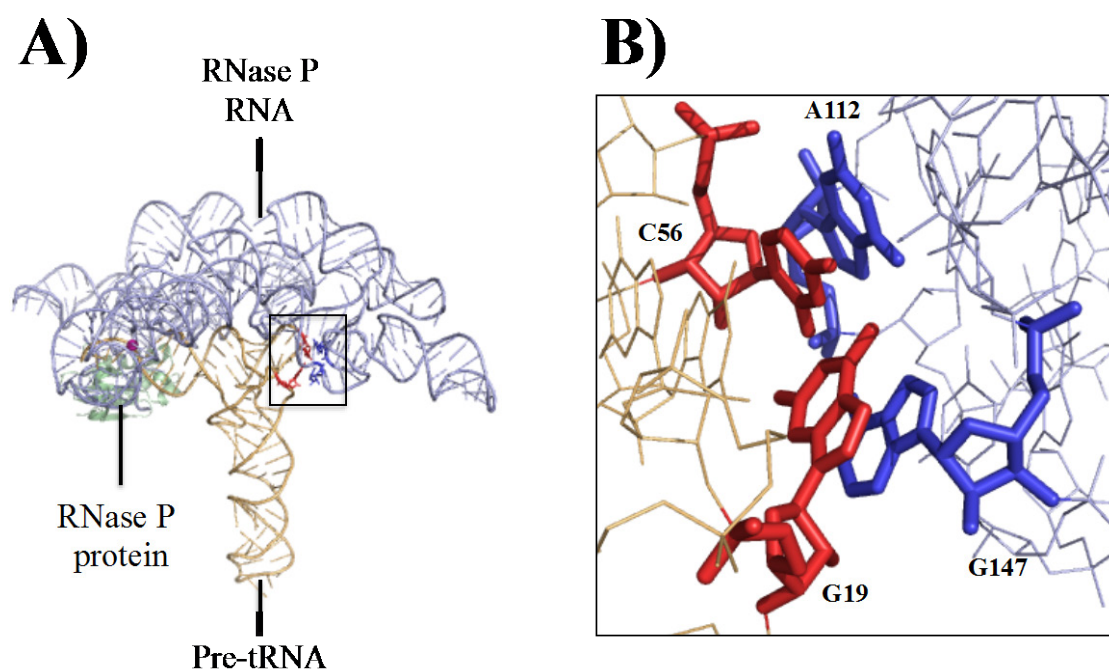 A)
RNase P
RNA
RNase P
protein
Pre-tRNA
B)
A112
C56
G147
G19